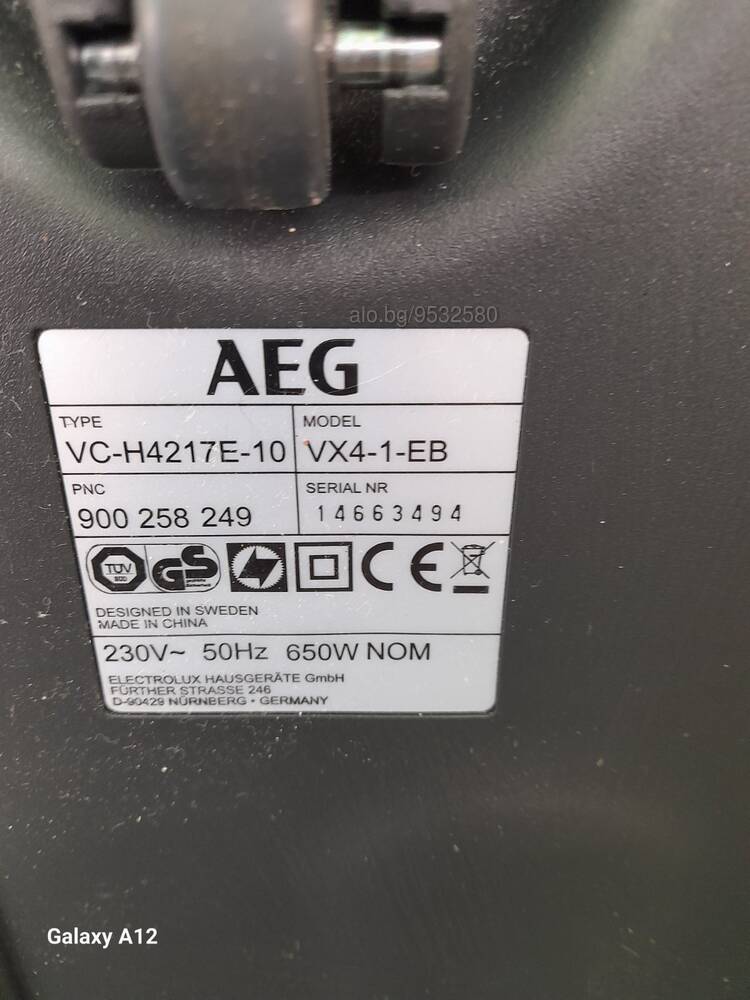 alo.bg/9532580
AEG
TYPE
VC-H4217E-10
MODEL
VX4-1-EB
PNC
900 258 249
SERIAL NR
14663494
TÜV
SÜD
GS
CE
DESIGNED IN SWEDEN
MADE IN CHINA
230V~ 50Hz 650W NOM
ELECTROLUX HAUSGERÄTE GmbH
FÜRTHER STRASSE 246
D-90429 NÜRNBERG • GERMANY
Galaxy A12